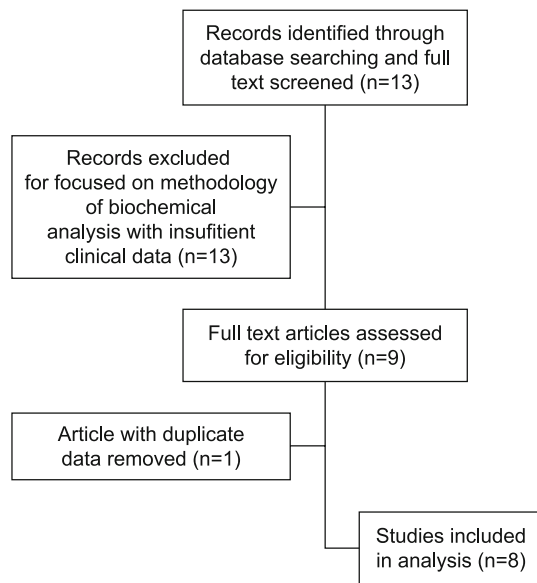 Records identified through
database searching and full
text screened (n=13)
Records excluded
for focused on methodology
of biochemical
analysis with insufitient
clinical data (n=13)
Full text articles assessed
for eligibility (n=9)
Article with duplicate
data removed (n=1)
Studies included
in analysis (n=8)